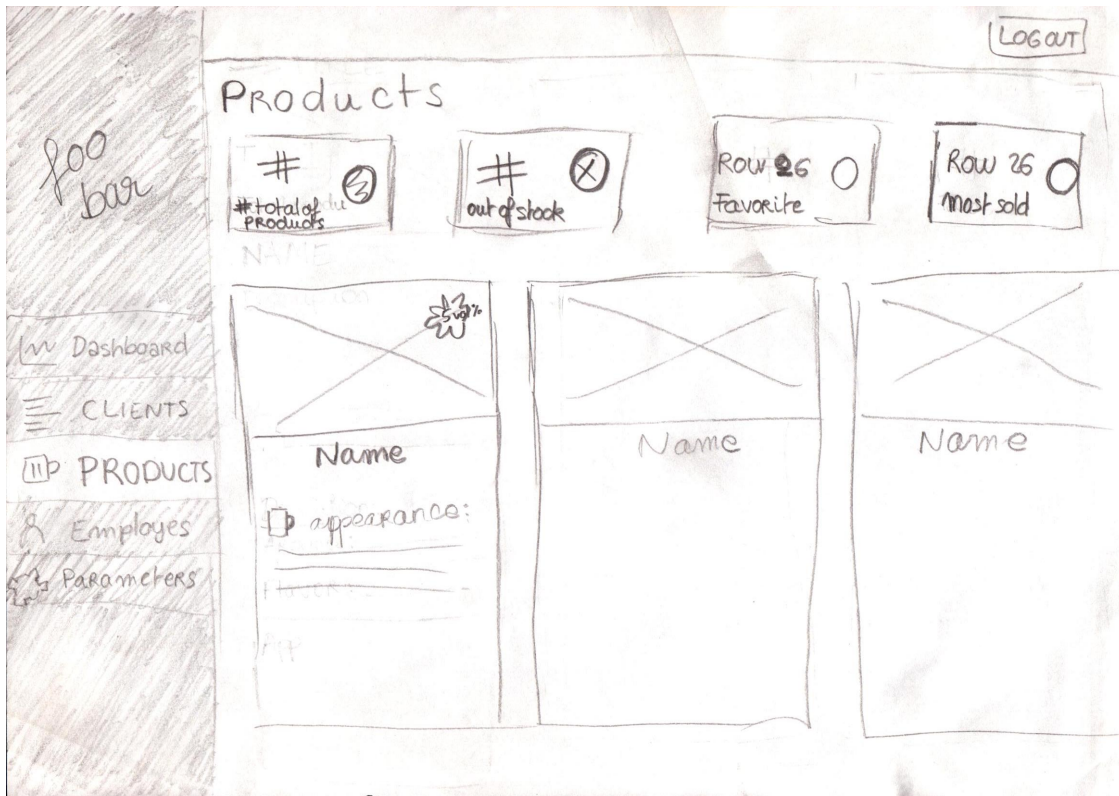 LOGOUT
foo
bar
Products
#
# total of
PRODUCTS
#
X
out of stock
ROW 26
Favorite
ROW 26
most sold
Dashboard
CLIENTS
PRODUCTS
Employes
Parameters
NAME
Name
appearance:
Name
Name